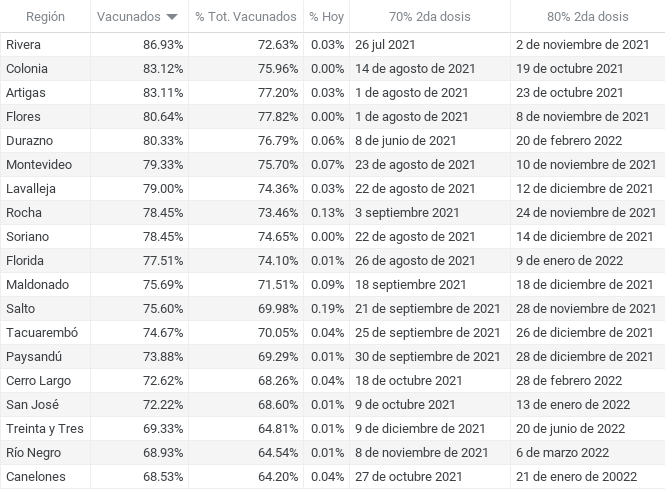 Región Vacunados % Tot. Vacunados % Hoy 70% 2da dosis 80% 2da dosis
Rivera 86.93% 72.63% 0.03% 26 jul 2021 2 de noviembre de 2021
Colonia 83.12% 75.96% 0.00% 14 de agosto de 2021 19 de octubre 2021
Artigas 83.11% 77.20% 0.03% 1 de agosto de 2021 23 de octubre 2021
Flores 80.64% 77.82% 0.00% 1 de agosto de 2021 8 de noviembre de 2021
Durazno 80.33% 76.79% 0.06% 8 de junio de 2021 20 de febrero 2022
Montevideo 79.33% 75.70% 0.07% 23 de agosto de 2021 10 de noviembre de 2021
Lavalleja 79.00% 74.36% 0.03% 22 de agosto de 2021 12 de diciembre de 2021
Rocha 78.45% 73.46% 0.13% 3 septiembre 2021 24 de noviembre de 2021
Soriano 78.45% 74.65% 0.00% 22 de agosto de 2021 14 de diciembre de 2021
Florida 77.51% 74.10% 0.01% 26 de agosto de 2021 9 de enero de 2022
Maldonado 75.69% 71.51% 0.09% 18 septiembre 2021 18 de diciembre de 2021
Salto 75.60% 69.98% 0.19% 21 de septiembre de 2021 28 de noviembre de 2021
Tacuarembó 74.67% 70.05% 0.04% 25 de septiembre de 2021 26 de diciembre de 2021
Paysandú 73.88% 69.29% 0.01% 30 de septiembre de 2021 28 de diciembre de 2021
Cerro Largo 72.62% 68.26% 0.04% 18 de octubre 2021 28 de febrero 2022
San José 72.22% 68.60% 0.01% 9 de octubre 2021 13 de enero de 2022
Treinta y Tres 69.33% 64.81% 0.01% 9 de diciembre de 2021 20 de junio de 2022
Río Negro 68.93% 64.54% 0.01% 8 de noviembre de 2021 6 de marzo 2022
Canelones 68.53% 64.20% 0.04% 27 de octubre 2021 21 de enero de 20022